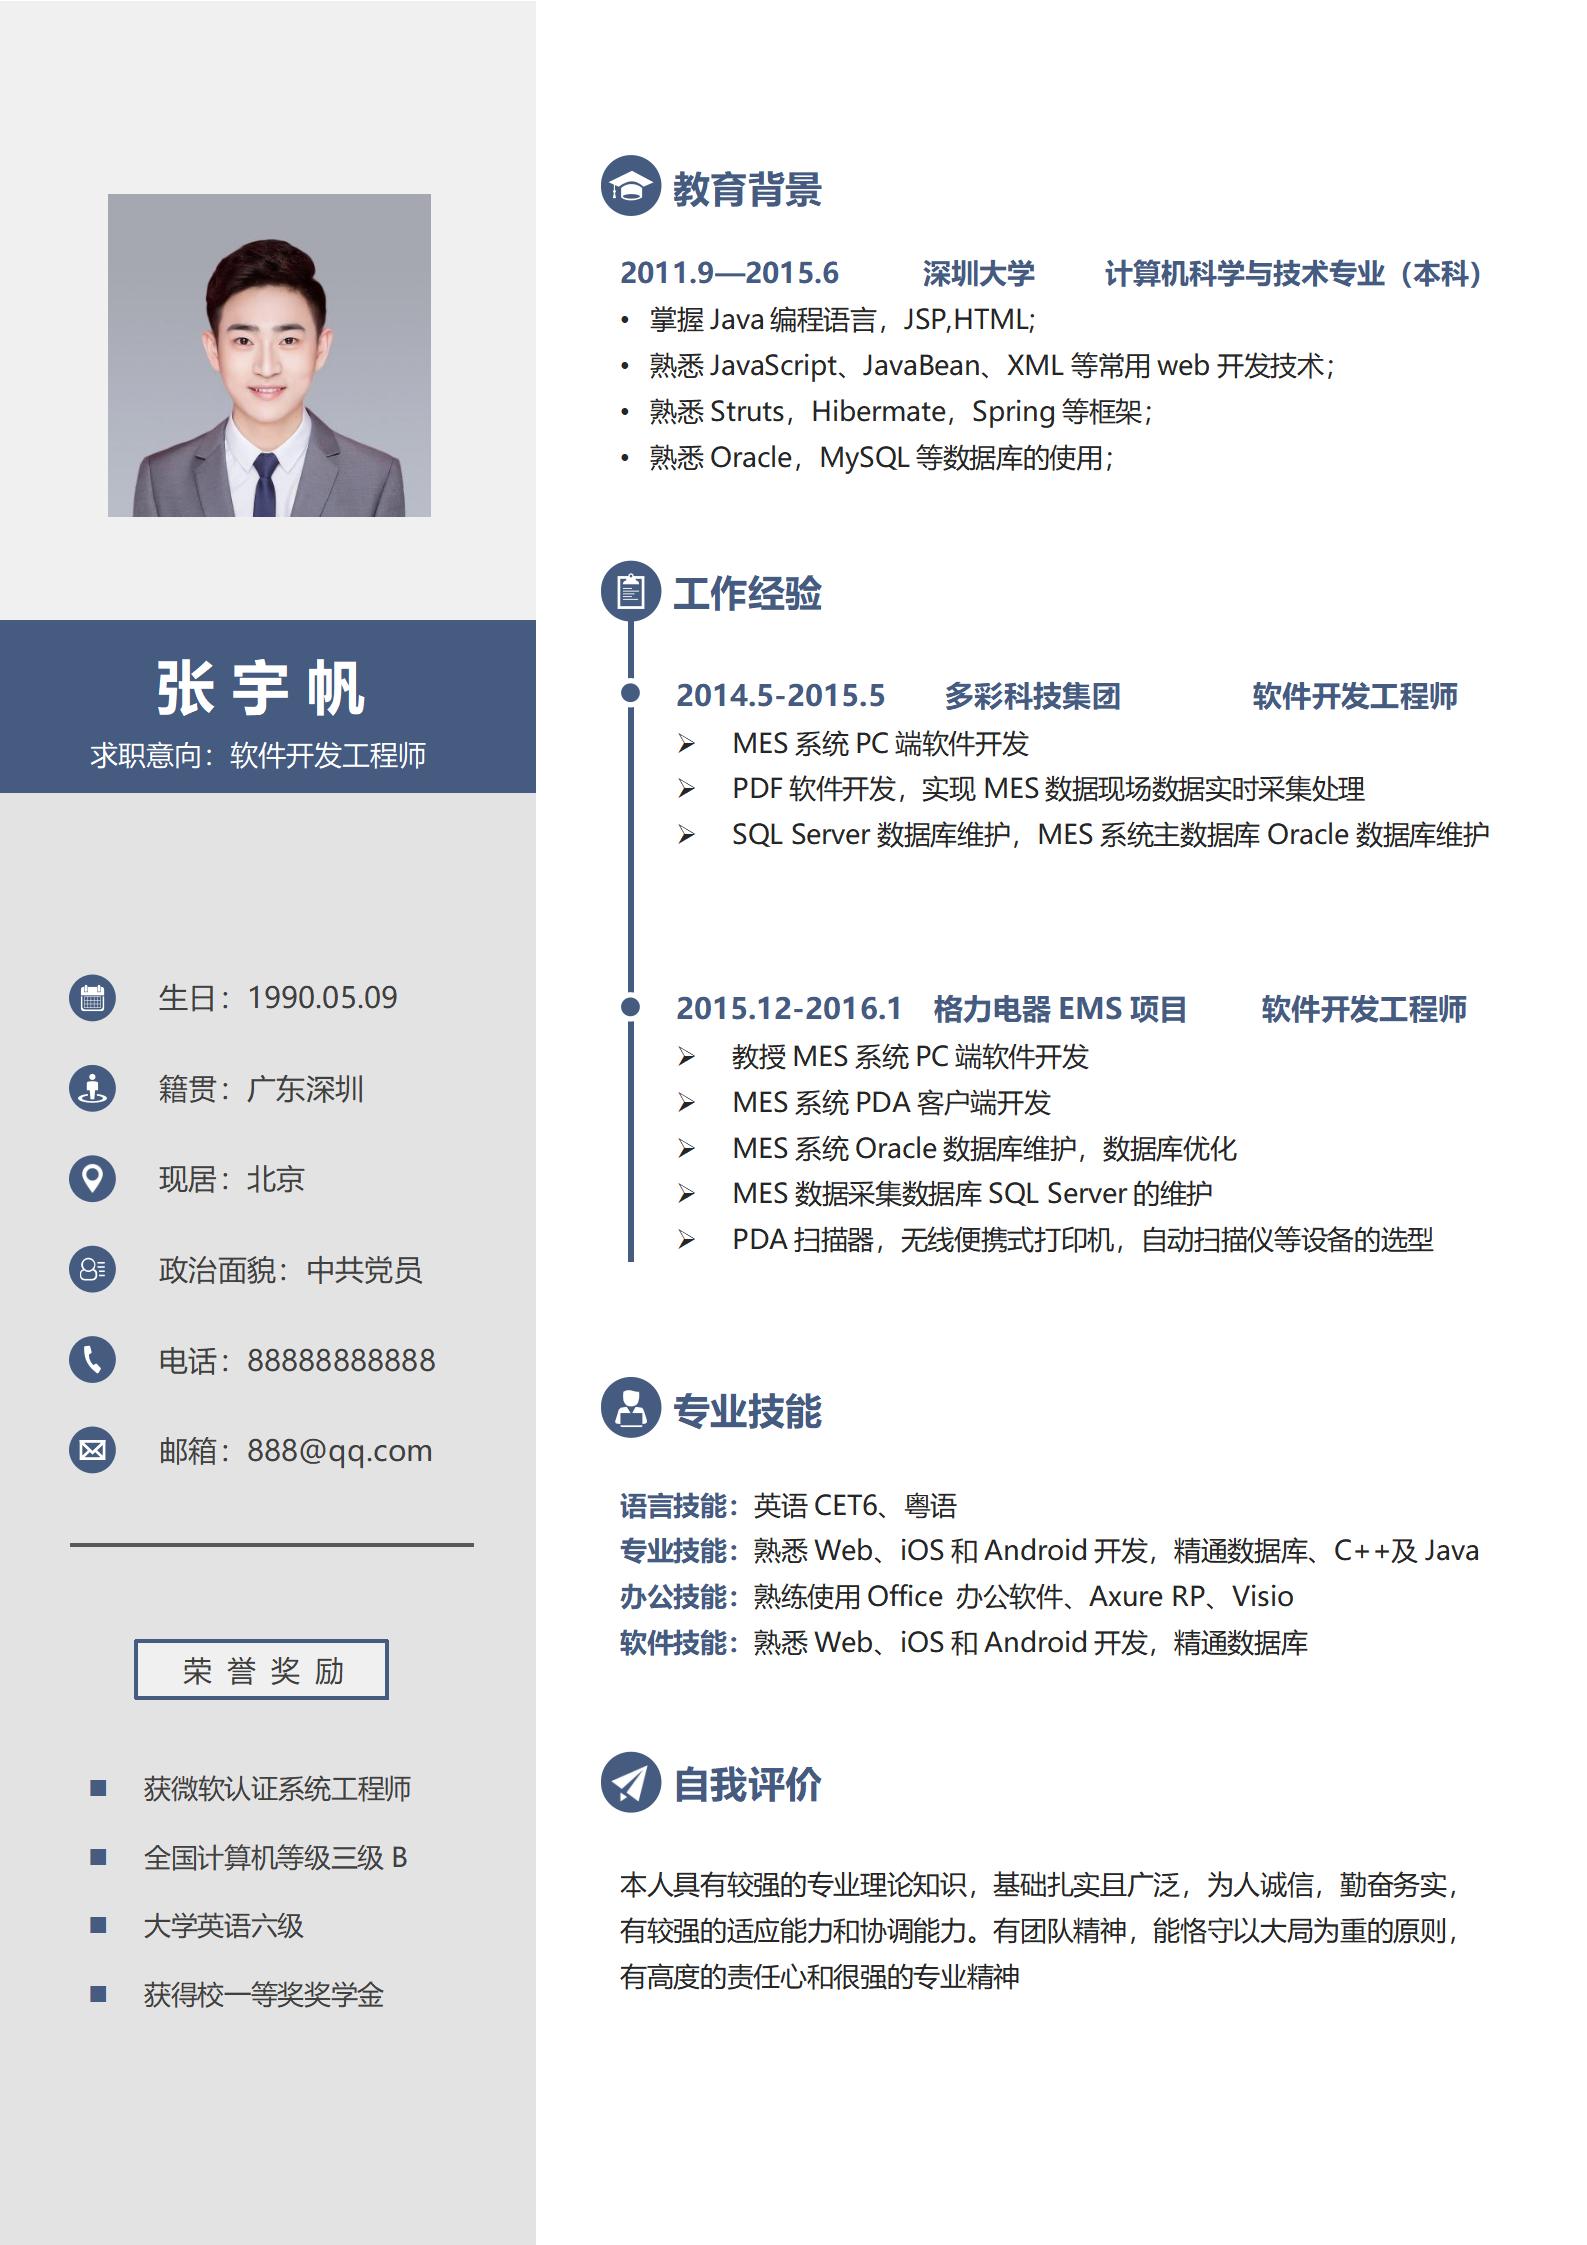 张宇帆
求职意向：软件开发工程师
生日：1990.05.09
籍贯：广东深圳
现居：北京
政治面貌：中共党员
电话：88888888888
邮箱：888@qq.com
荣誉奖励
■ 获微软认证系统工程师
■ 全国计算机等级三级 B
■ 大学英语六级
■ 获得校一等奖奖学金
教育背景
2011.9—2015.6 深圳大学 计算机科学与技术专业（本科）
• 掌握 Java 编程语言，JSP,HTML;
• 熟悉 JavaScript、JavaBean、XML 等常用 web 开发技术；
• 熟悉 Struts，Hibermate，Spring 等框架；
• 熟悉 Oracle，MySQL 等数据库的使用；
工作经验
2014.5-2015.5 多彩科技集团 软件开发工程师
➢ MES 系统 PC 端软件开发
➢ PDF 软件开发，实现 MES 数据现场数据实时采集处理
➢ SQL Server 数据库维护，MES 系统主数据库 Oracle 数据库维护
2015.12-2016.1 格力电器 EMS 项目 软件开发工程师
➢ 教授 MES 系统 PC 端软件开发
➢ MES 系统 PDA 客户端开发
➢ MES 系统 Oracle 数据库维护，数据库优化
➢ MES 数据采集数据库 SQL Server 的维护
➢ PDA 扫描器，无线便携式打印机，自动扫描仪等设备的选型
专业技能
语言技能：英语 CET6、粤语
专业技能：熟悉 Web、iOS 和 Android 开发，精通数据库、C++及 Java
办公技能：熟练使用 Office 办公软件、Axure RP、Visio
软件技能：熟悉 Web、iOS 和 Android 开发，精通数据库
自我评价
本人具有较强的专业理论知识，基础扎实且广泛，为人诚信，勤奋务实，
有较强的适应能力和协调能力。有团队精神，能恪守以大局为重的原则，
有高度的责任心和很强的专业精神